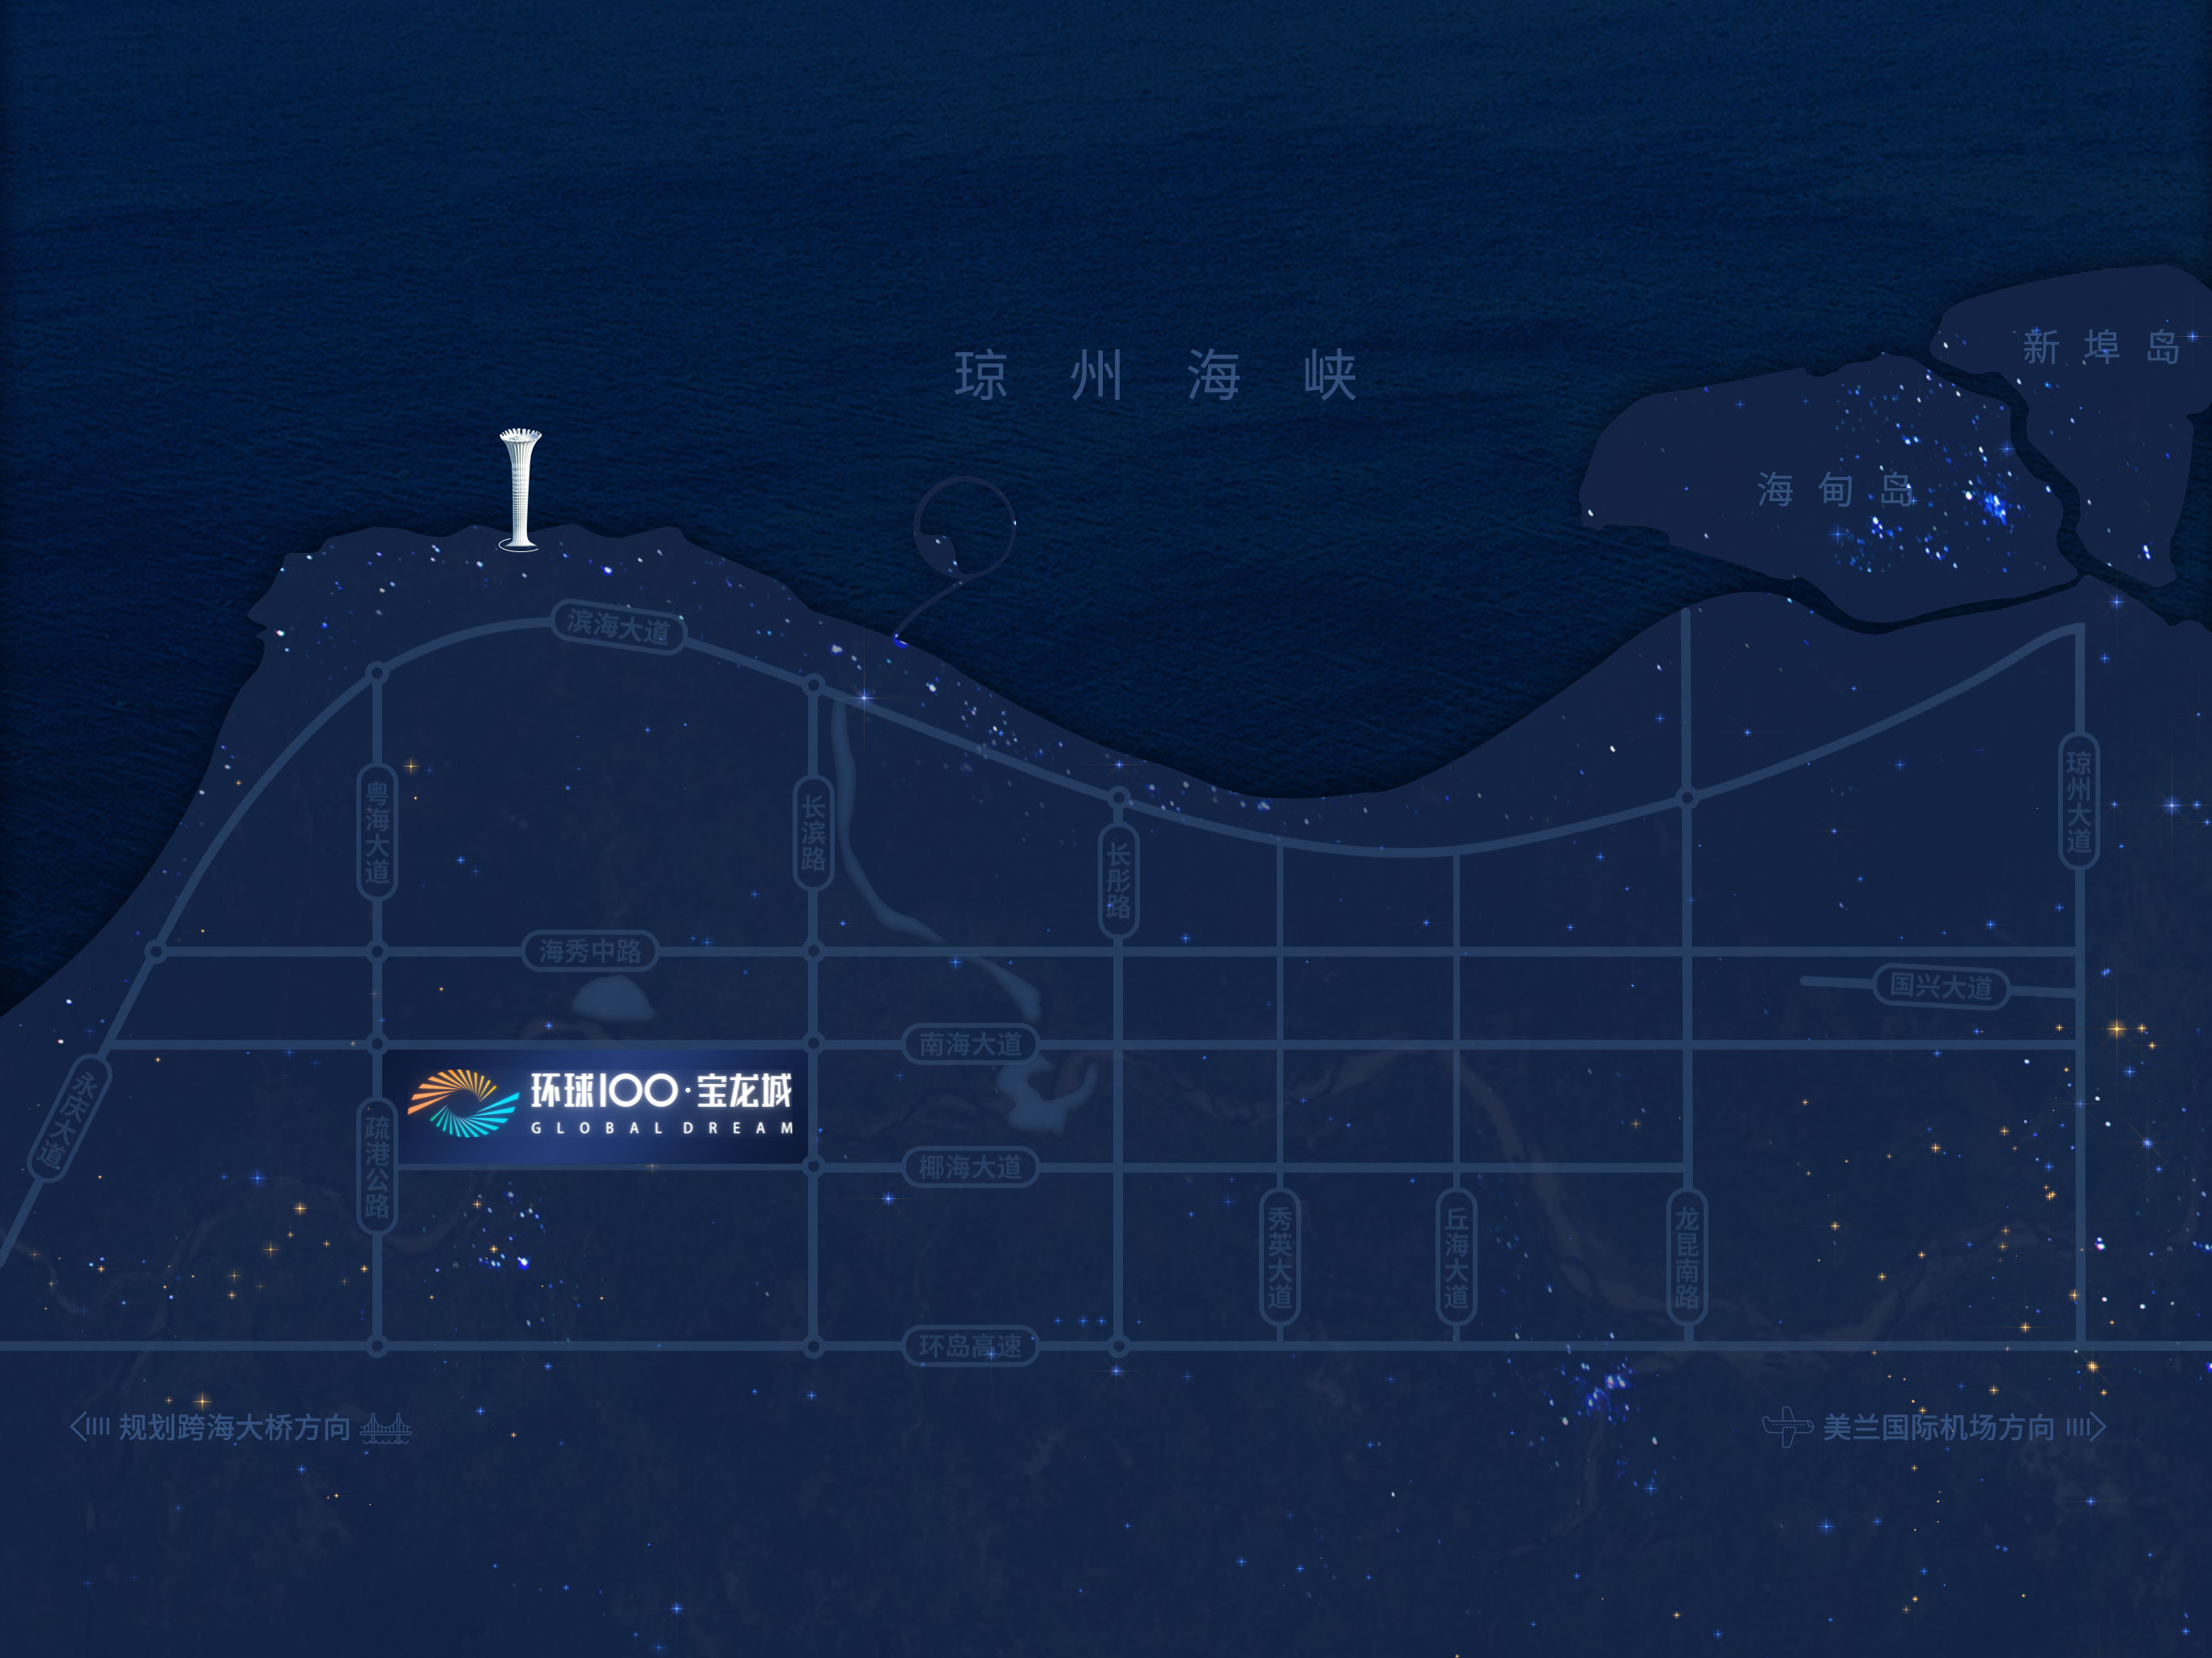 琼州海峡
新埠岛
海甸岛
滨海大道
粤海大道
长滨路
长彤路
琼州大道
海秀中路
国兴大道
南海大道
永庆大道
疏港公路
环球100·宝龙城
GLOBAL DREAM
椰海大道
秀英大道
丘海大道
龙昆南路
环岛高速
规划跨海大桥方向
美兰国际机场方向